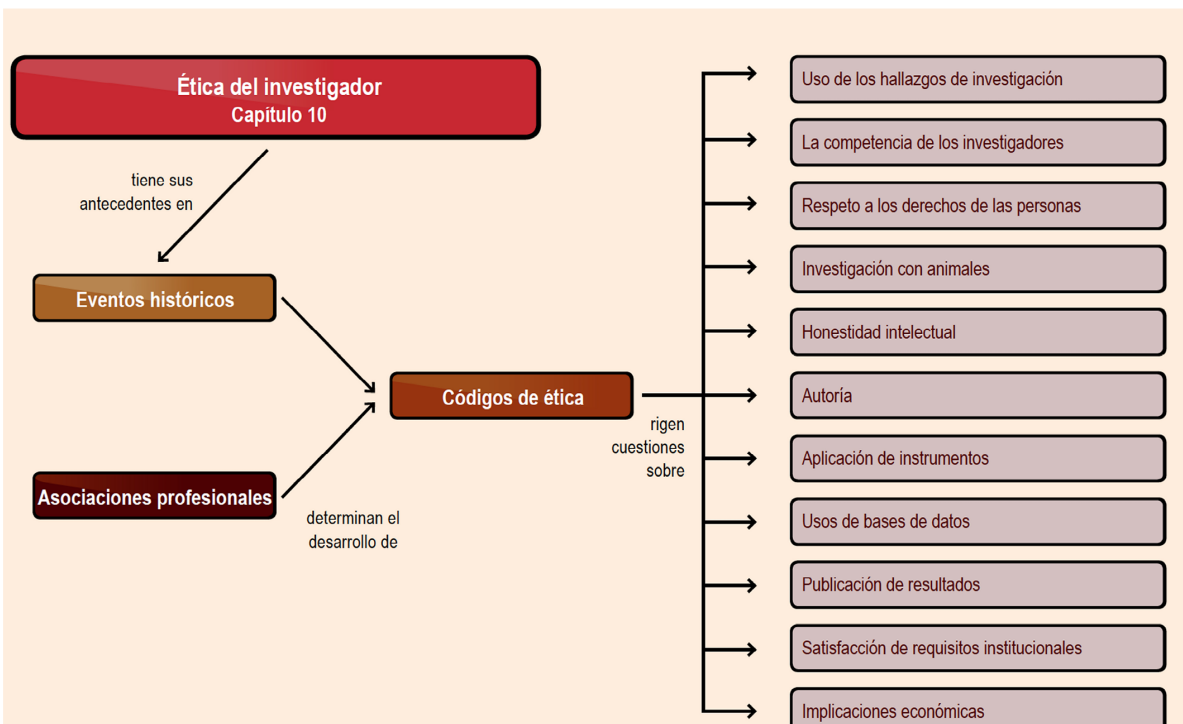 Ética del investigador
Capítulo 10
tiene sus
antecedentes en
Eventos históricos
Asociaciones profesionales
determinan el
desarrollo de
Códigos de ética
rigen
cuestiones
sobre
Uso de los hallazgos de investigación
La competencia de los investigadores
Respeto a los derechos de las personas
Investigación con animales
Honestidad intelectual
Autoría
Aplicación de instrumentos
Usos de bases de datos
Publicación de resultados
Satisfacción de requisitos institucionales
Implicaciones económicas